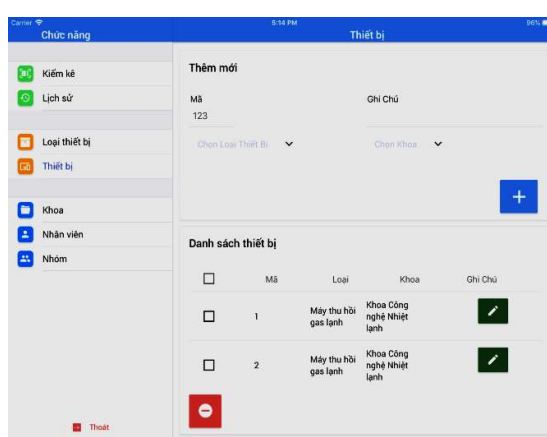 Carrier
5:14 PM
96%
Chức năng
Thiết bị
Kiểm kê
Lịch sử
Loại thiết bị
Thiết bị
Khoa
Nhân viên
Nhóm
Thoát
Thêm mới
Mã
Ghi Chú
123
Chọn Loại Thiết Bị
Chọn Khoa
Danh sách thiết bị
Mã Loại Khoa Ghi Chú
1
Máy thu hồi
gas lạnh
Khoa Công
nghệ Nhiệt
lạnh
2
Máy thu hồi
gas lạnh
Khoa Công
nghệ Nhiệt
lạnh